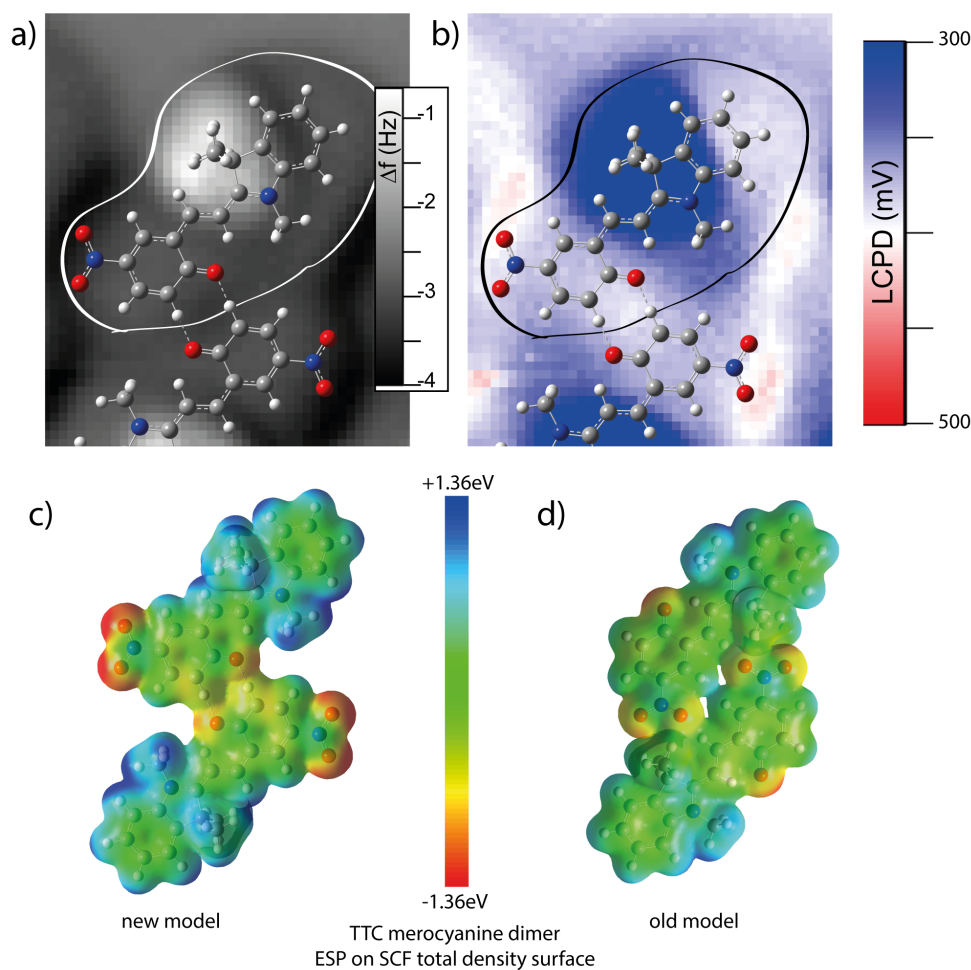 a)
-1
-2
-3
-4
Δf (Hz)
b)
300
500
LCPD (mV)
c)
+1.36eV
-1.36eV
d)
new model
old model
TTC merocyanine dimer
ESP on SCF total density surface